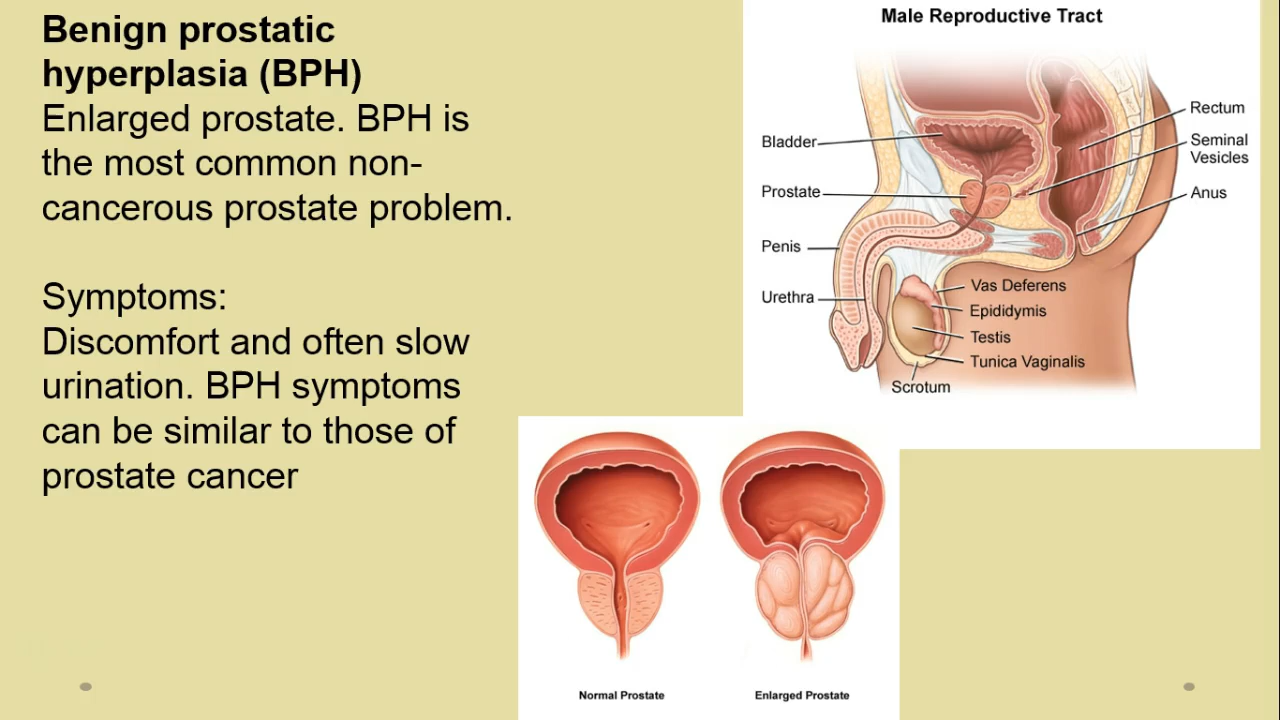 Benign prostatic
hyperplasia (BPH)
Enlarged prostate. BPH is
the most common non-
cancerous prostate problem.
Symptoms:
Discomfort and often slow
urination. BPH symptoms
can be similar to those of
prostate cancer
Male Reproductive Tract
Bladder
Prostate
Penis
Urethra
Rectum
Seminal
Vesicles
Anus
Vas Deferens
Epididymis
Testis
Tunica Vaginalis
Scrotum
Normal Prostate
Enlarged Prostate